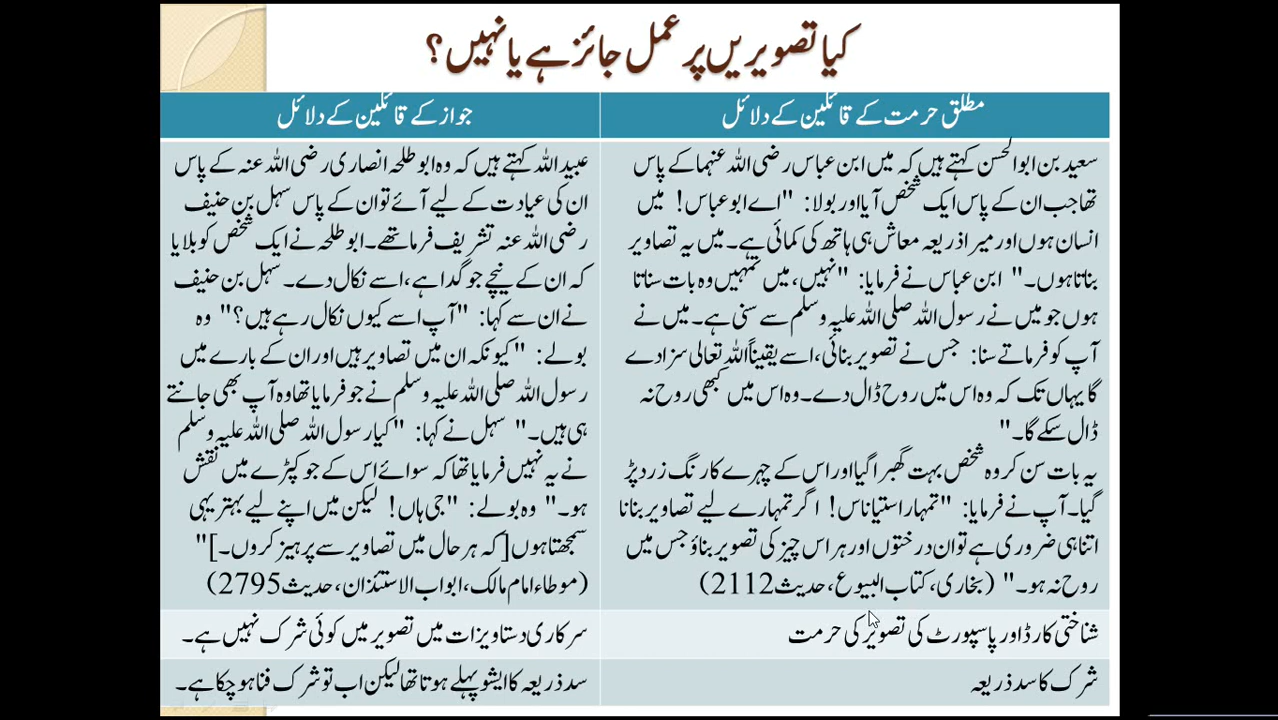 کیا تصویریں پر عمل جائز ہے یا نہیں؟
مطلق حرمت کے قائلین کے دلائل
سعید بن ابوالحسن کہتے ہیں کہ میں ابن عباس رضی اللہ عنہما کے پاس
تھا جب ان کے پاس ایک شخص آیا اور بولا: "اے ابو عباس! میں
انسان ہوں اور میرا ذریعہ معاش ہی ہاتھ کی کمائی ہے۔ میں یہ تصاویر
بناتا ہوں۔" ابن عباس نے فرمایا: "نہیں، میں تمہیں وہ بات سناتا
ہوں جو میں نے رسول اللہ صلی اللہ علیہ وسلم سے سنی ہے۔ میں نے
آپ کو فرماتے سنا: جس نے تصویر بنائی، اسے یقیناً اللہ تعالی سزا دے
گا یہاں تک کہ وہ اس میں روح ڈال دے۔ وہ اس میں کبھی روح نہ
ڈال سکے گا۔"
یہ بات سن کر وہ شخص بہت گھبرا گیا اور اس کے چہرے کا رنگ زرد پڑ
گیا۔ آپ نے فرمایا: "تمہارا ستیاناس! اگر تمہارے لیے تصاویر بنانا
اتنا ہی ضروری ہے تو ان درختوں اور ہر اس چیز کی تصویر بناؤ جس میں
روح نہ ہو۔" (بخاری، کتاب البیوع، حدیث 2112)
شناختی کارڈ اور پاسپورٹ کی تصویر کی حرمت
شرک کا سد ذریعہ
جواز کے قائلین کے دلائل
عبید اللہ کہتے ہیں کہ وہ ابو طلحہ انصاری رضی اللہ عنہ کے پاس
ان کی عیادت کے لیے آئے تو ان کے پاس سہل بن حنیف
رضی اللہ عنہ تشریف فرما تھے۔ ابو طلحہ نے ایک شخص کو بلایا
کہ ان کے نیچے جو گدا ہے، اسے نکال دے۔ سہل بن حنیف
نے ان سے کہا: "آپ اسے کیوں نکال رہے ہیں؟" وہ
بولے: "کیونکہ ان میں تصاویر ہیں اور ان کے بارے میں
رسول اللہ صلی اللہ علیہ وسلم نے جو فرمایا تھا وہ آپ بھی جانتے
ہی ہیں۔" سہل نے کہا: "کیا رسول اللہ صلی اللہ علیہ وسلم
نے یہ نہیں فرمایا تھا کہ سوائے اس کے جو کپڑے میں نقش
ہو۔" وہ بولے: "جی ہاں! لیکن میں اپنے لیے بہتر یہی
سمجھتا ہوں [کہ ہر حال میں تصاویر سے پرہیز کروں۔]"
(موطاء امام مالک، ابواب الاستئذان، حدیث 2795)
سرکاری دستاویزات میں تصویر میں کوئی شرک نہیں ہے۔
سد ذریعہ کا ایشو پہلے ہوتا تھا لیکن اب تو شرک فنا ہو چکا ہے۔